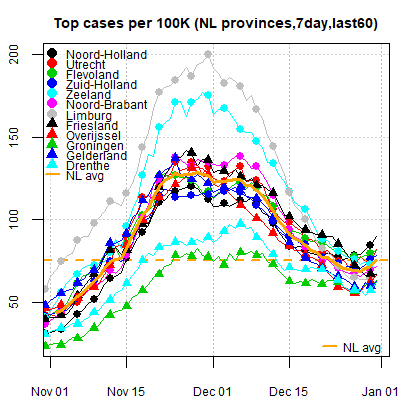 Top cases per 100K (NL provinces,7day,last60)
200
150
100
50
Noord-Holland
Utrecht
Flevoland
Zuid-Holland
Zeeland
Noord-Brabant
Limburg
Friesland
Overijssel
Groningen
Gelderland
Drenthe
NL avg
NL avg
Nov 01
Nov 15
Dec 01
Dec 15
Jan 01